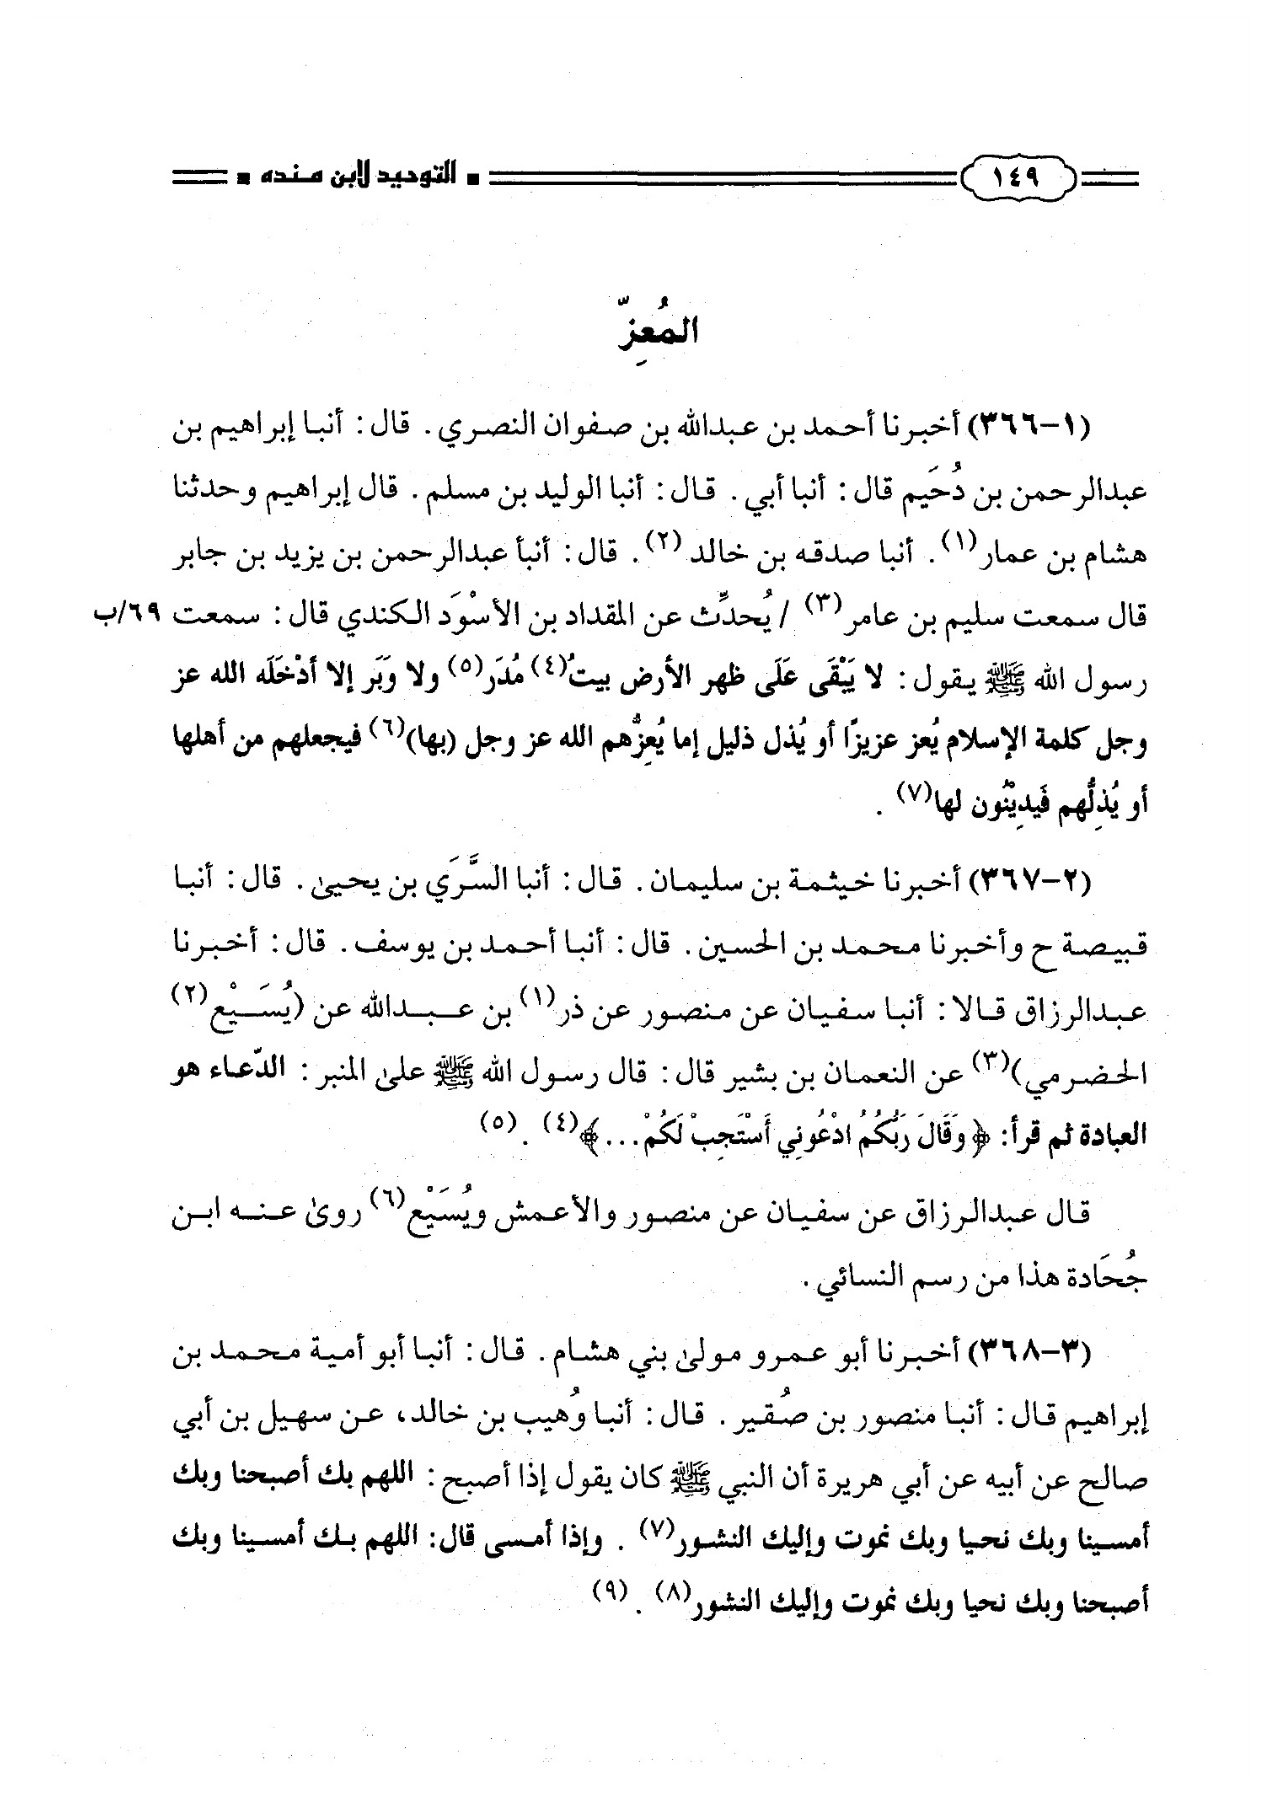 ١٤٩ التوحيد لابن منده
المُعِزّ
(١-٣٦٦) أخبرنا أحمد بن عبدالله بن صفوان النصري. قال: أنبا إبراهيم بن
عبدالرحمن بن دُحَيم قال: أنبا أبي. قال: أنبا الوليد بن مسلم. قال إبراهيم وحدثنا
هشام بن عمار(١). أنبا صدقه بن خالد (٢). قال: أنبأ عبدالرحمن بن يزيد بن جابر
قال سمعت سليم بن عامر(٣) / يُحدِّث عن المقداد بن الأسْوَد الكندي قال: سمعت ٦٩/ب
رسول الله ﷺ يقول: لا يَبْقَى عَلَى ظهر الأرض بيتُ(٤) مُدَر(٥) ولا وَبَر إلا أدْخَلَه الله عز
وجل كلمة الإسلام يُعز عزيزًا أو يُذل ذليل إما يُعزُّهم الله عز وجل (بها)(٦) فيجعلهم من أهلها
أو يُذِلُّهم فَيدِيْنُون لها(٧).
(٢-٣٦٧) أخبرنا خيثمة بن سليمان. قال: أنبا السَّرَي بن يحيىٰ. قال: أنبا
قبيصة ح وأخبرنا محمد بن الحسين. قال: أنبا أحمد بن يوسف. قال: أخبرنا
عبدالرزاق قالا: أنبا سفيان عن منصور عن ذر(١) بن عبدالله عن (يُسَيْع(٢)
الحضرمي)(٣) عن النعمان بن بشير قال: قال رسول الله ﷺ علىٰ المنبر: الدّعاء هو
العبادة ثم قرأ: ﴿وَقَالَ رَبُّكُمُ ادْعُونِي أَسْتَجِبْ لَكُمْ...﴾(٤) . (٥)
قال عبدالرزاق عن سفيان عن منصور والأعمش ويُسَيْع(٦) روىٰ عنه ابن
جُحَادة هذا من رسم النسائي.
(٣-٣٦٨) أخبرنا أبو عمرو مولىٰ بني هشام. قال: أنبا أبو أمية محمد بن
إبراهيم قال: أنبا منصور بن صُقير. قال: أنبا وُهيب بن خالد، عن سهيل بن أبي
صالح عن أبيه عن أبي هريرة أن النبي ﷺ كان يقول إذا أصبح: اللهم بك أصبحنا وبك
أمسينا وبك نحيا وبك نموت وإليك النشور(٧) . وإذا أمسى قال: اللهم بك أمسينا وبك
أصبحنا وبك نحيا وبك نموت وإليك النشور(٨) . (٩)